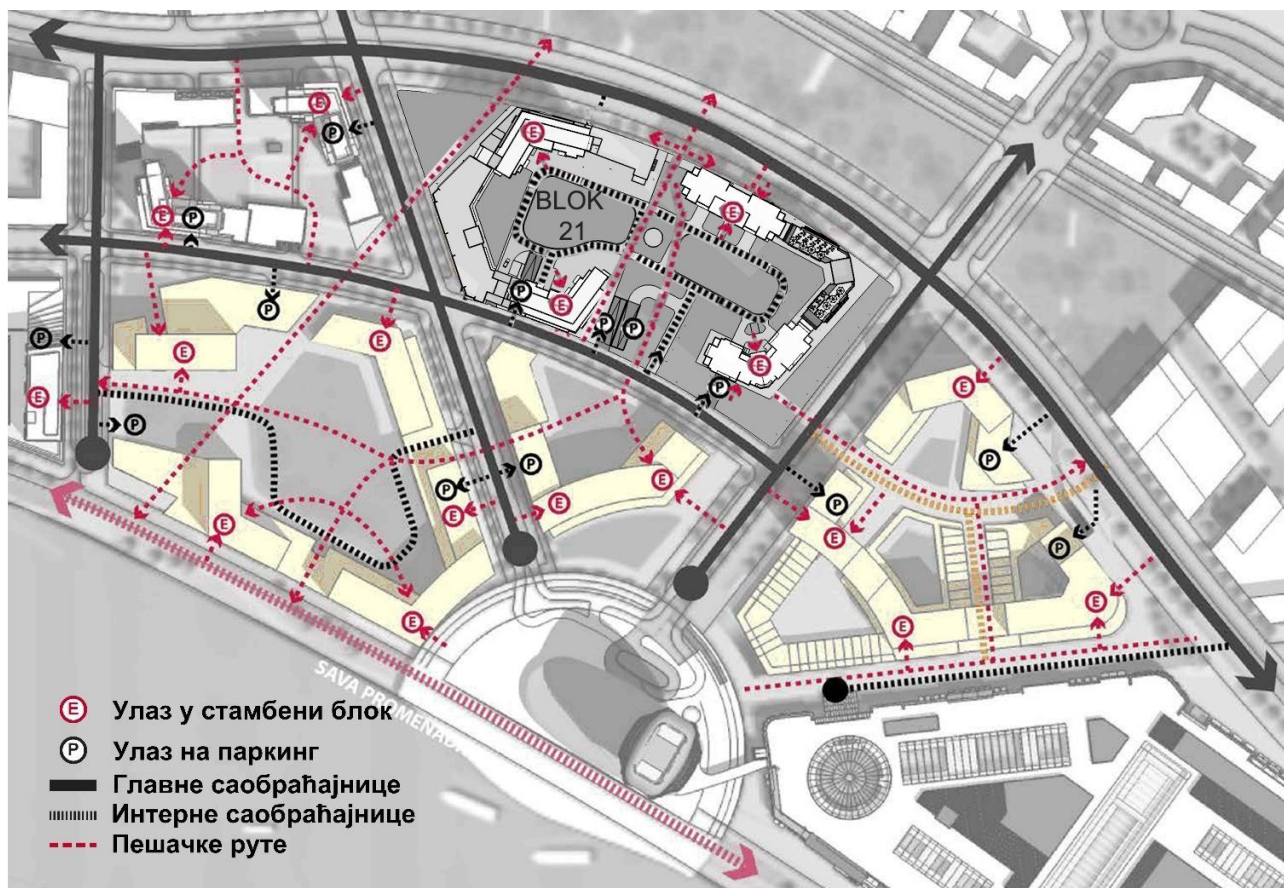 BLOK
21
SAVA PROMENADA
E Улаз у стамбени блок
P Улаз на паркинг
Главне саобраћајнице
Интерне саобраћајнице
Пешачке руте